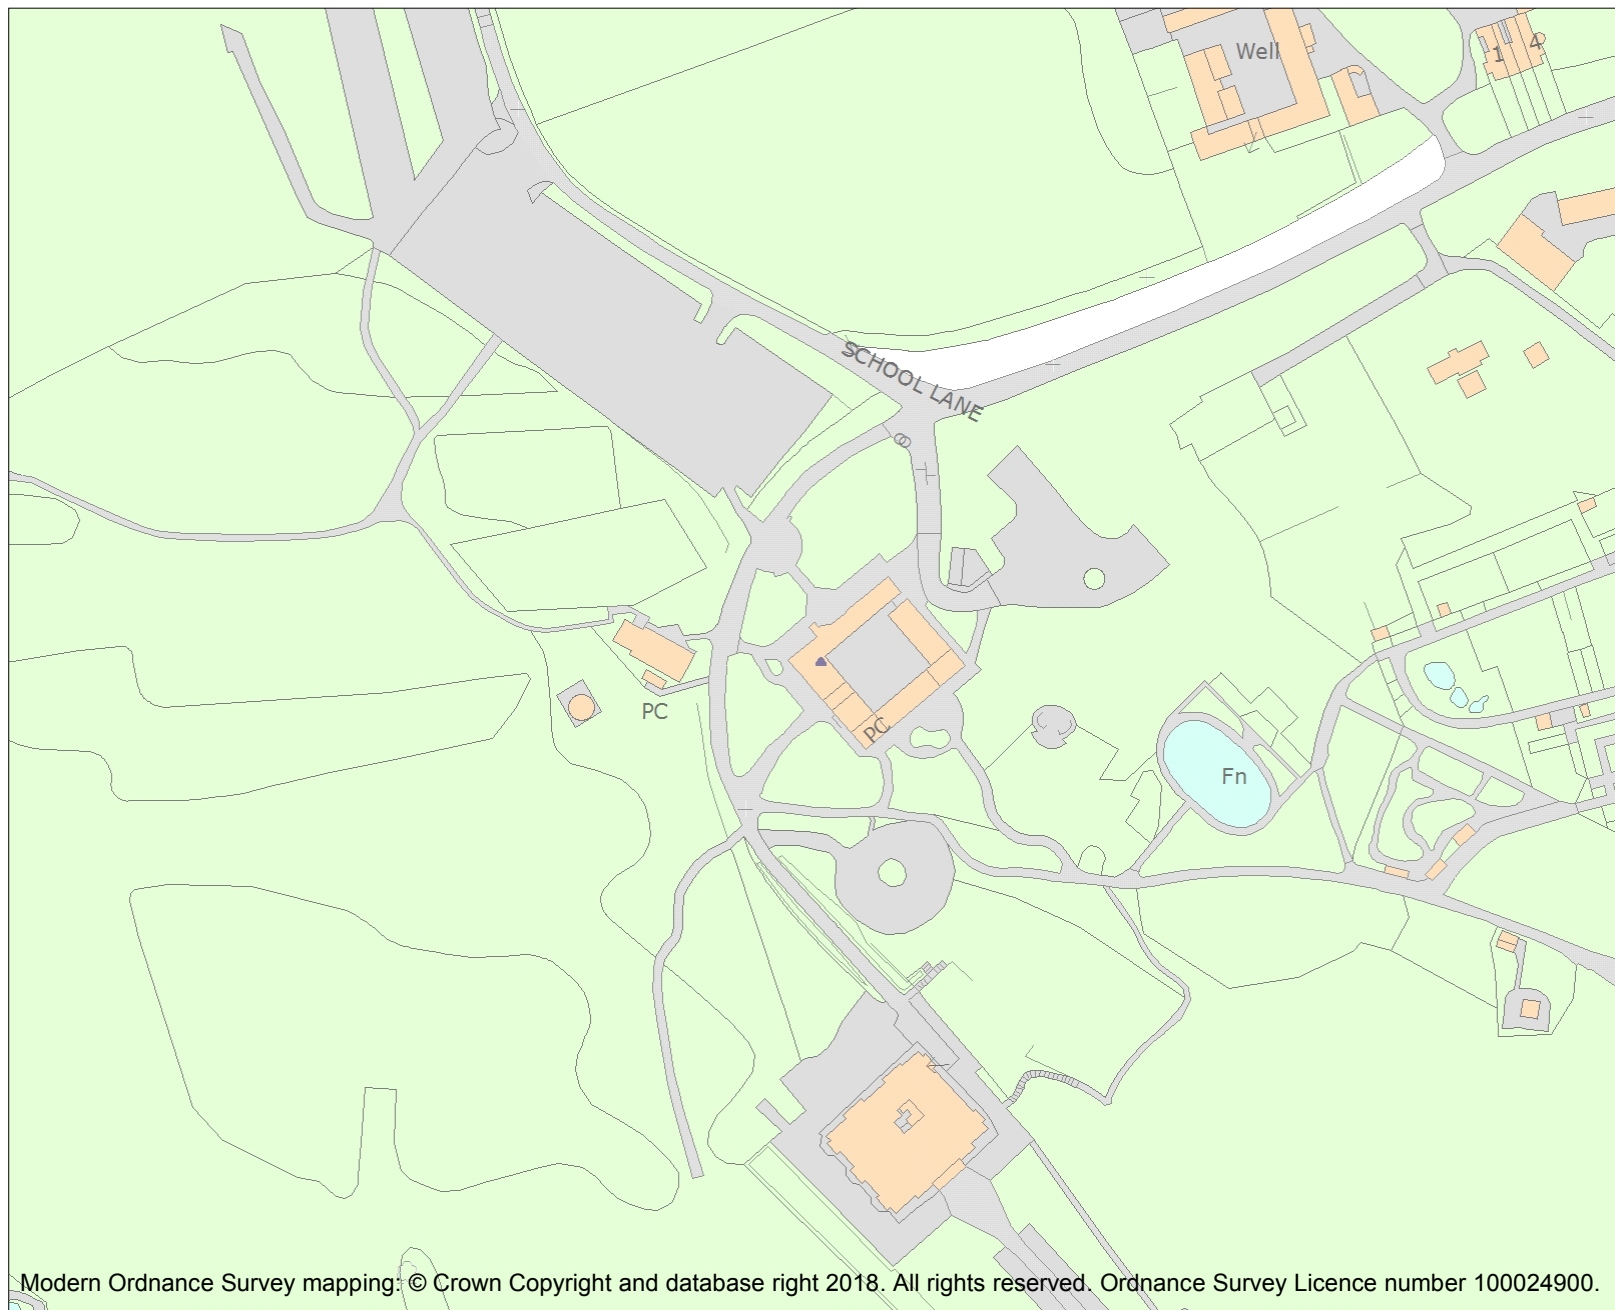 Well
1
4
SCHOOL LANE
PC
PC
Fn
Modern Ordnance Survey mapping: © Crown Copyright and database right 2018. All rights reserved. Ordnance Survey Licence number 100024900.